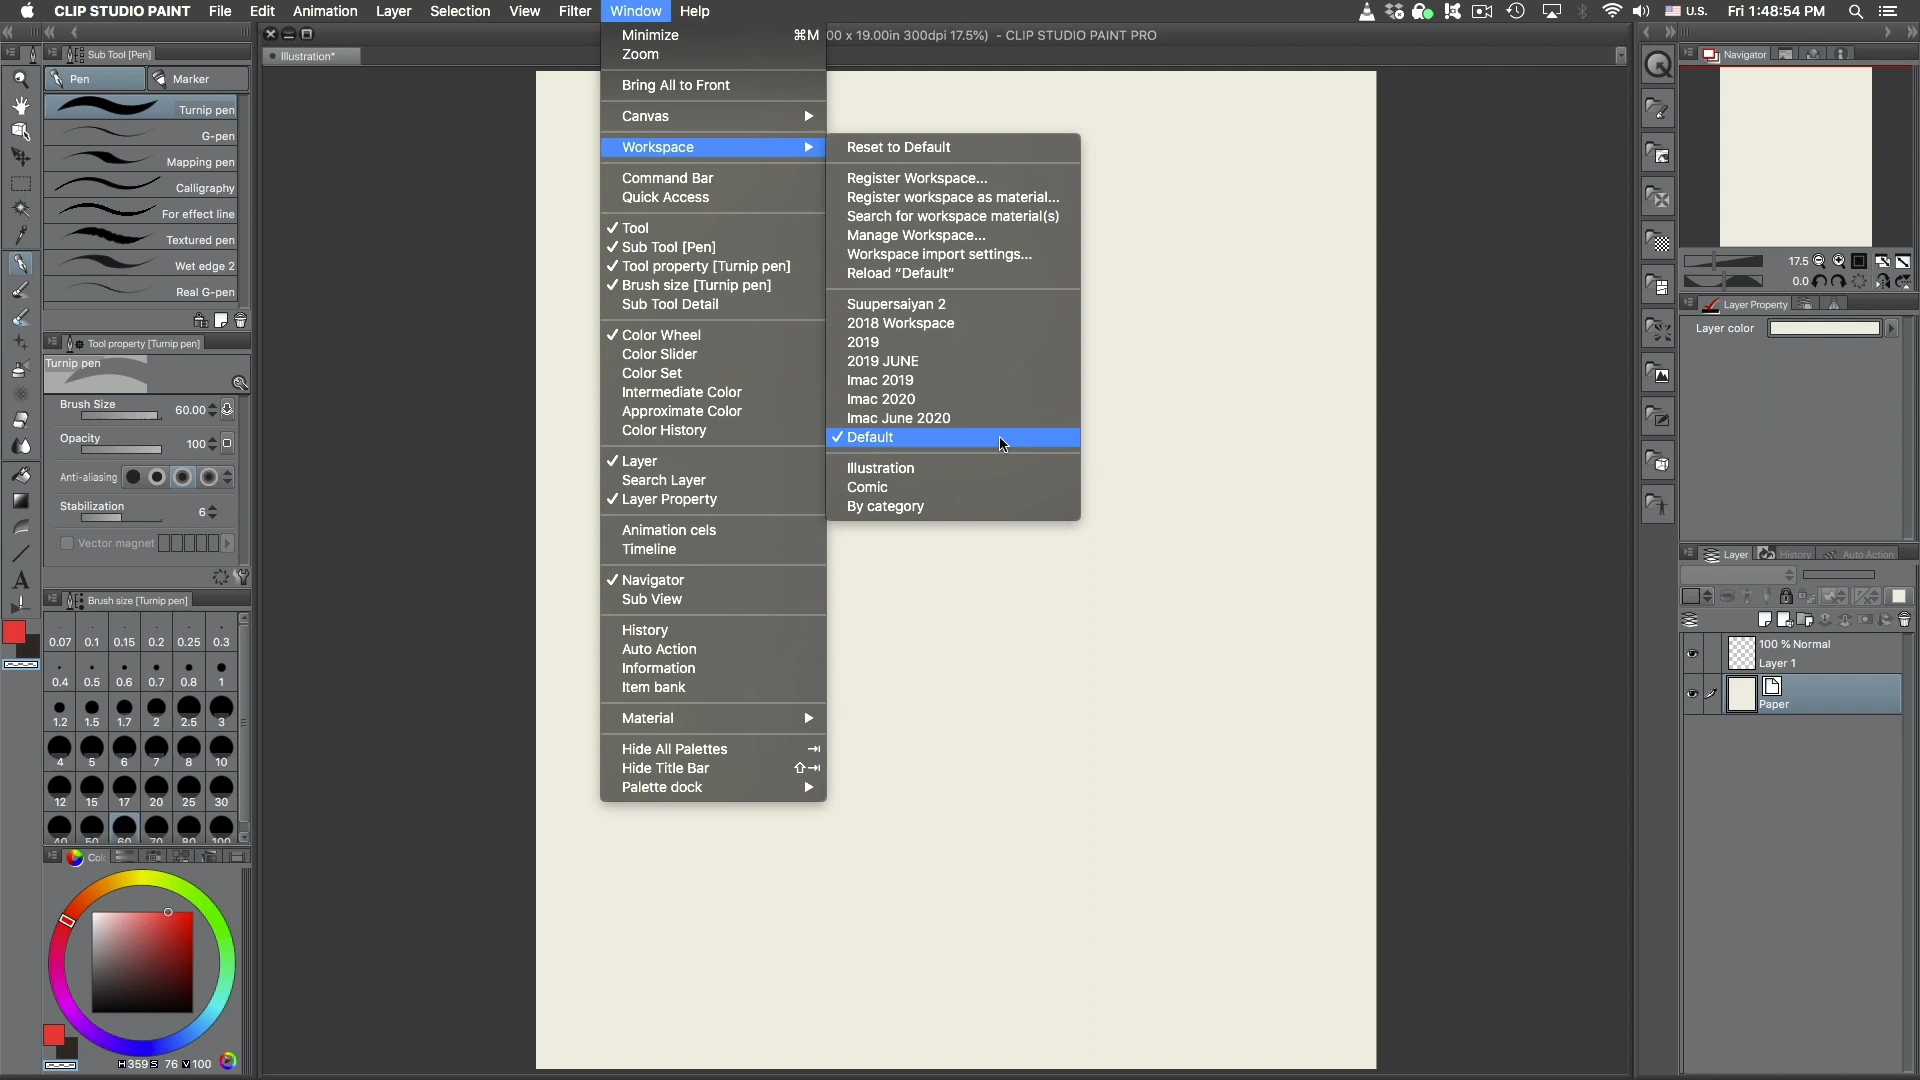 CLIP STUDIO PAINT File Edit Animation Layer Selection View Filter Window Help
U.S. Fri 1:48:54 PM
Sub Tool [Pen]
Pen
Marker
Turnip pen
G-pen
Mapping pen
Calligraphy
For effect line
Textured pen
Wet edge 2
Real G-pen
Tool property [Turnip pen]
Turnip pen
Brush Size 60.00
Opacity 100
Anti-aliasing
Stabilization 6
Vector magnet
Brush size [Turnip pen]
0.07 0.1 0.15 0.2 0.25 0.3
0.4 0.5 0.6 0.7 0.8 1
1.2 1.5 1.7 2 2.5 3
4 5 6 7 8 10
12 15 17 20 25 30
40 50 60 70 80 100
Col
H 359 S 76 V 100
Illustration*
00 x 19.00in 300dpi 17.5%) - CLIP STUDIO PAINT PRO
Minimize ⌘M
Zoom
Bring All to Front
Canvas
Workspace
Command Bar
Quick Access
✓ Tool
✓ Sub Tool [Pen]
✓ Tool property [Turnip pen]
✓ Brush size [Turnip pen]
Sub Tool Detail
✓ Color Wheel
Color Slider
Color Set
Intermediate Color
Approximate Color
Color History
✓ Layer
Search Layer
✓ Layer Property
Animation cels
Timeline
✓ Navigator
Sub View
History
Auto Action
Information
Item bank
Material
Hide All Palettes ⇥
Hide Title Bar ⇧⇥
Palette dock
Reset to Default
Register Workspace...
Register workspace as material...
Search for workspace material(s)
Manage Workspace...
Workspace import settings...
Reload "Default"
Suupersaiyan 2
2018 Workspace
2019
2019 JUNE
Imac 2019
Imac 2020
Imac June 2020
✓ Default
Illustration
Comic
By category
Navigator
17.5
0.0
Layer Property
Layer color
Layer History Auto Action
100 % Normal
Layer 1
Paper